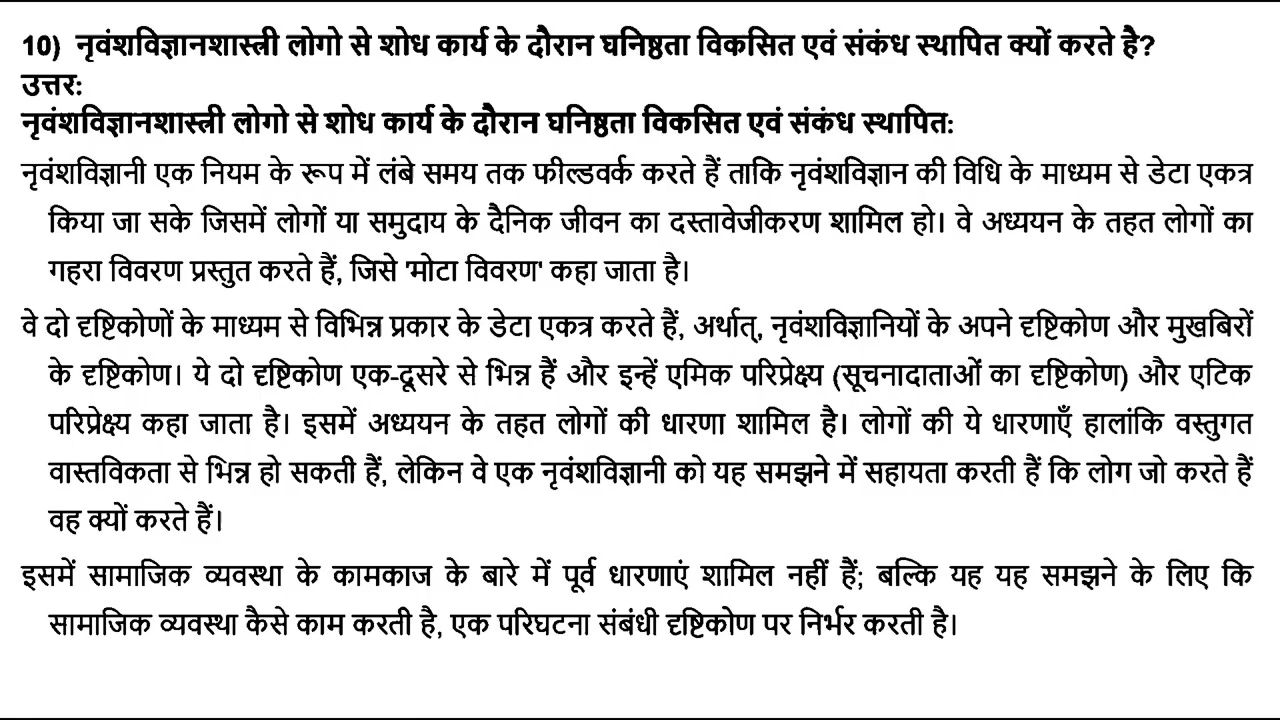 10) नृवंशविज्ञानशास्त्री लोगो से शोध कार्य के दौरान घनिष्ठता विकसित एवं संकंध स्थापित क्यों करते है?
उत्तर:
नृवंशविज्ञानशास्त्री लोगो से शोध कार्य के दौरान घनिष्ठता विकसित एवं संकंध स्थापित:
नृवंशविज्ञानी एक नियम के रूप में लंबे समय तक फील्डवर्क करते हैं ताकि नृवंशविज्ञान की विधि के माध्यम से डेटा एकत्र
किया जा सके जिसमें लोगों या समुदाय के दैनिक जीवन का दस्तावेजीकरण शामिल हो। वे अध्ययन के तहत लोगों का
गहरा विवरण प्रस्तुत करते हैं, जिसे 'मोटा विवरण' कहा जाता है।
वे दो दृष्टिकोणों के माध्यम से विभिन्न प्रकार के डेटा एकत्र करते हैं, अर्थात्, नृवंशविज्ञानियों के अपने दृष्टिकोण और मुखबिरों
के दृष्टिकोण। ये दो दृष्टिकोण एक-दूसरे से भिन्न हैं और इन्हें एमिक परिप्रेक्ष्य (सूचनादाताओं का दृष्टिकोण) और एटिक
परिप्रेक्ष्य कहा जाता है। इसमें अध्ययन के तहत लोगों की धारणा शामिल है। लोगों की ये धारणाएँ हालांकि वस्तुगत
वास्तविकता से भिन्न हो सकती हैं, लेकिन वे एक नृवंशविज्ञानी को यह समझने में सहायता करती हैं कि लोग जो करते हैं
वह क्यों करते हैं।
इसमें सामाजिक व्यवस्था के कामकाज के बारे में पूर्व धारणाएं शामिल नहीं हैं; बल्कि यह यह समझने के लिए कि
सामाजिक व्यवस्था कैसे काम करती है, एक परिघटना संबंधी दृष्टिकोण पर निर्भर करती है।